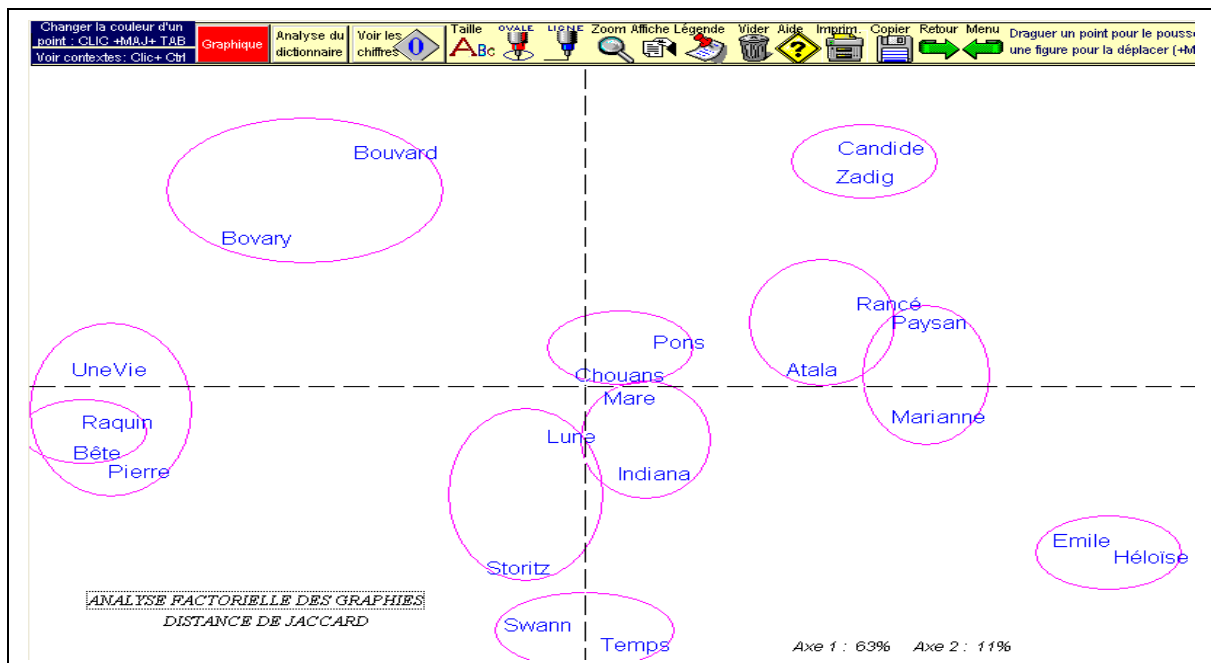 Changer la couleur d'un
point : CLIC +MAJ+ TAB
Voir contextes: Clic+ Ctrl
Graphique
Analyse du
dictionnaire
Voir les
chiffres
0
Taille
ABC
OVALE
LIGNE
Zoom
Affiche
Légende
Vider
Aide
?
Imprim.
Copier
Retour
Menu
Draguer un point pour le pousse
une figure pour la déplacer (+M
Bouvard
Candide
Zadig
Bovary
Rancé
Paysan
Pons
UneVie
Chouans
Atala
Mare
Marianne
Raquin
Lune
Bête
Pierre
Indiana
Emile
Héloïse
Storitz
ANALYSE FACTORIELLE DES GRAPHIES
DISTANCE DE JACCARD
Swann
Temps
Axe 1 : 63% Axe 2 : 11%